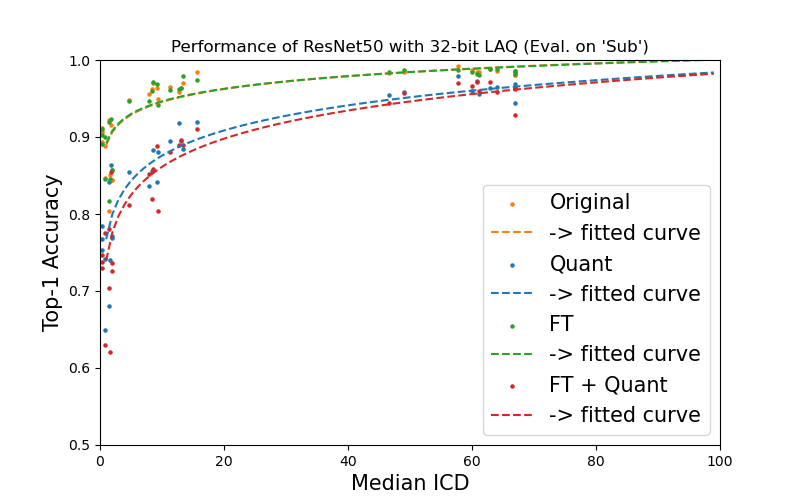 Performance of ResNet50 with 32-bit LAQ (Eval. on 'Sub')
1.0
0.9
0.8
0.7
0.6
0.5
Top-1 Accuracy
Original
-> fitted curve
Quant
-> fitted curve
FT
-> fitted curve
FT + Quant
-> fitted curve
0 20 40 60 80 100
Median ICD